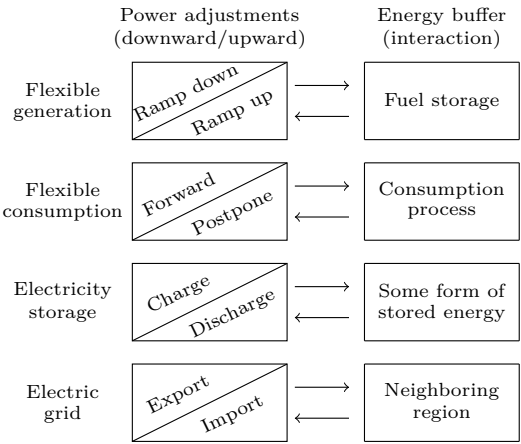 Power adjustments
(downward/upward)
Energy buffer
(interaction)
Flexible
generation
Ramp down
Ramp up
Fuel storage
Flexible
consumption
Forward
Postpone
Consumption
process
Electricity
storage
Charge
Discharge
Some form of
stored energy
Electric
grid
Export
Import
Neighboring
region